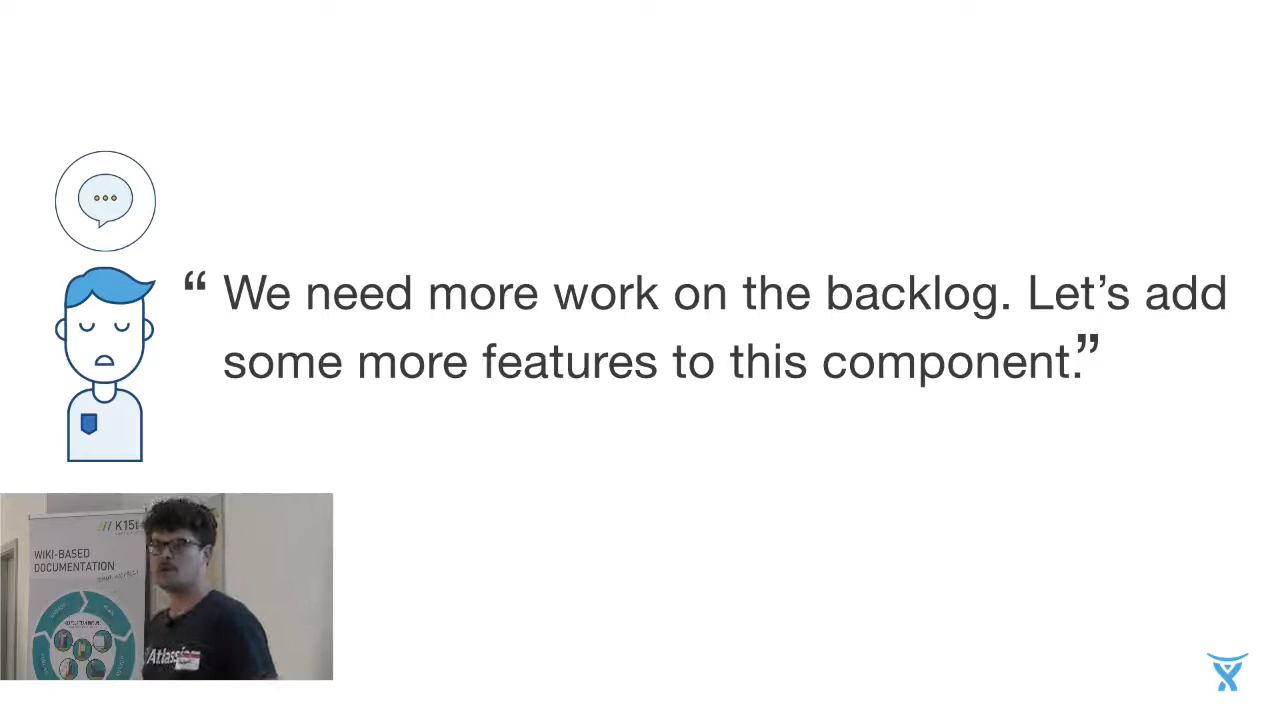 “ We need more work on the backlog. Let’s add
some more features to this component.”
K15t
WIKI-BASED
DOCUMENTATION
Atlassian